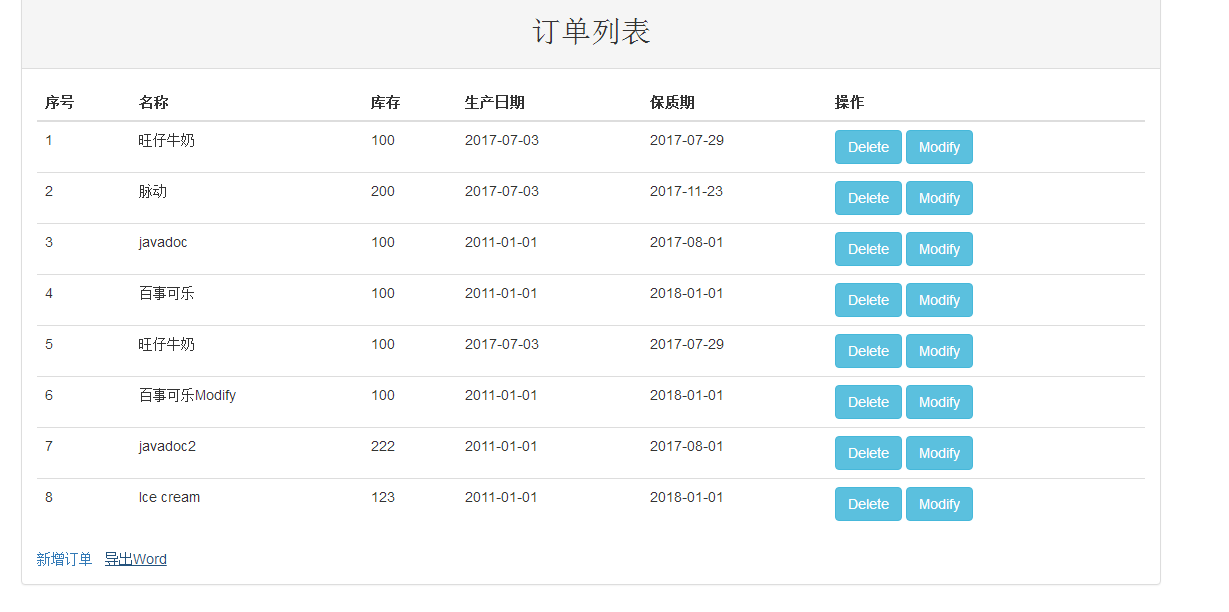 订单列表
序号 名称 库存 生产日期 保质期 操作
1 旺仔牛奶 100 2017-07-03 2017-07-29 Delete Modify
2 脉动 200 2017-07-03 2017-11-23 Delete Modify
3 javadoc 100 2011-01-01 2017-08-01 Delete Modify
4 百事可乐 100 2011-01-01 2018-01-01 Delete Modify
5 旺仔牛奶 100 2017-07-03 2017-07-29 Delete Modify
6 百事可乐Modify 100 2011-01-01 2018-01-01 Delete Modify
7 javadoc2 222 2011-01-01 2017-08-01 Delete Modify
8 Ice cream 123 2011-01-01 2018-01-01 Delete Modify
新增订单 导出Word